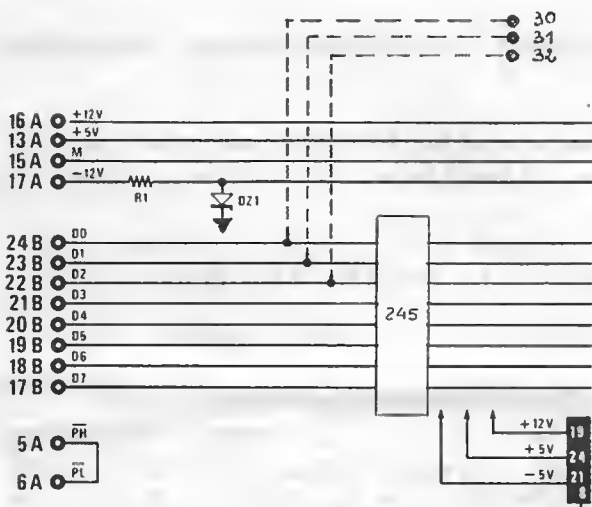 30
31
32
16 A +12V
13 A +5V
15 A M
17 A -12V
R1
DZ1
24 B D0
23 B D1
22 B D2
21 B D3
20 B D4
19 B D5
18 B D6
17 B D7
245
5 A PH
6 A PL
+12V 19
+5V 24
-5V 21
8